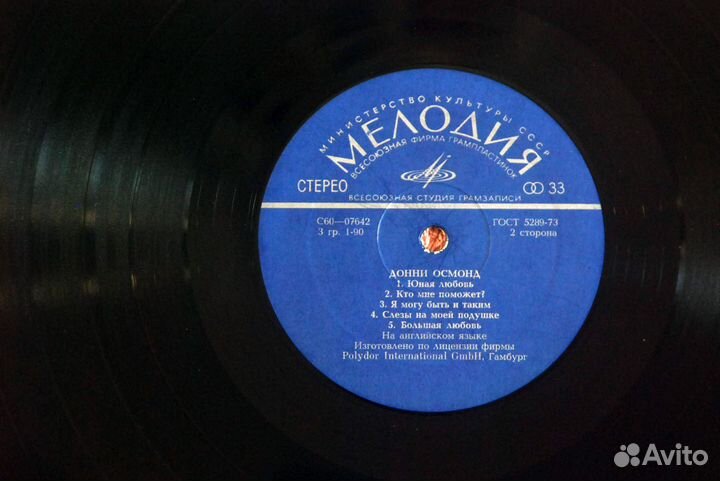 МИНИСТЕРСТВО КУЛЬТУРЫ СССР
МЕЛОДИЯ
ВСЕСОЮЗНАЯ ФИРМА ГРАМПЛАСТИНОК
СТЕРЕО 33
ВСЕСОЮЗНАЯ СТУДИЯ ГРАМЗАПИСИ
С60—07642 ГОСТ 5289-73
3 гр. 1-90 2 сторона
ДОННИ ОСМОНД
1. Юная любовь
2. Кто мне поможет?
3. Я могу быть и таким
4. Слезы на моей подушке
5. Большая любовь
На английском языке
Изготовлено по лицензии фирмы
Polydor International GmbH, Гамбург
Avito